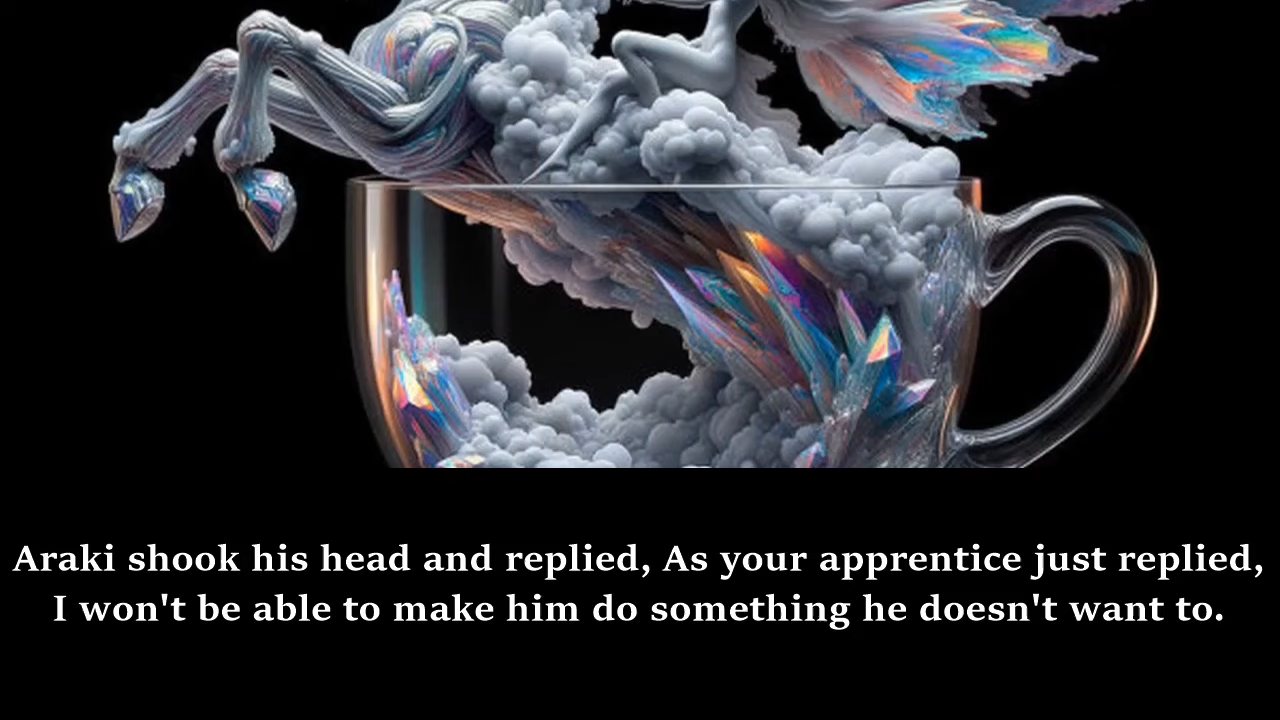 Araki shook his head and replied, As your apprentice just replied,
I won't be able to make him do something he doesn't want to.